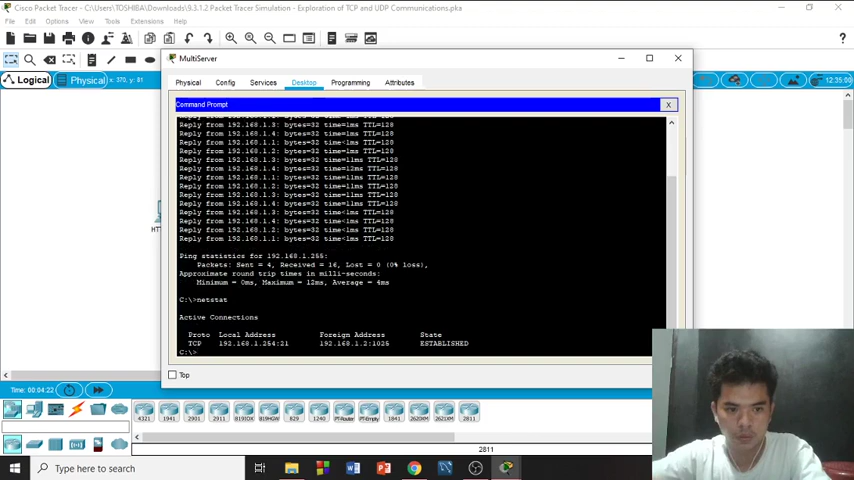 Cisco Packet Tracer - C:\Users\TOSHIBA\Downloads\9.3.1.2 Packet Tracer Simulation - Exploration of TCP and UDP Communications.pka
File Edit Options View Tools Extensions Help
Logical Physical x: 370, y: 81 12:35:00
MultiServer
Physical Config Services Desktop Programming Attributes
Command Prompt X
Reply from 192.168.1.3: bytes=32 time=1ms TTL=128
Reply from 192.168.1.4: bytes=32 time=1ms TTL=128
Reply from 192.168.1.1: bytes=32 time<1ms TTL=128
Reply from 192.168.1.2: bytes=32 time<1ms TTL=128
Reply from 192.168.1.3: bytes=32 time=11ms TTL=128
Reply from 192.168.1.4: bytes=32 time=12ms TTL=128
Reply from 192.168.1.1: bytes=32 time=11ms TTL=128
Reply from 192.168.1.2: bytes=32 time=11ms TTL=128
Reply from 192.168.1.3: bytes=32 time=11ms TTL=128
Reply from 192.168.1.4: bytes=32 time<1ms TTL=128
Reply from 192.168.1.3: bytes=32 time<1ms TTL=128
Reply from 192.168.1.4: bytes=32 time<1ms TTL=128
Reply from 192.168.1.2: bytes=32 time<1ms TTL=128
Reply from 192.168.1.1: bytes=32 time<1ms TTL=128
Ping statistics for 192.168.1.255:
Packets: Sent = 4, Received = 16, Lost = 0 (0% loss),
Approximate round trip times in milli-seconds:
Minimum = 0ms, Maximum = 12ms, Average = 4ms
C:\>netstat
Active Connections
Proto Local Address Foreign Address State
TCP 192.168.1.254:21 192.168.1.2:1025 ESTABLISHED
C:\>
Top
Time: 00:04:22
4321 1941 2901 2911 819IOX 819HGW 829 1240 PT-Router PT-Empty 1841 2620XM 2621XM 2811
2811
Type here to search